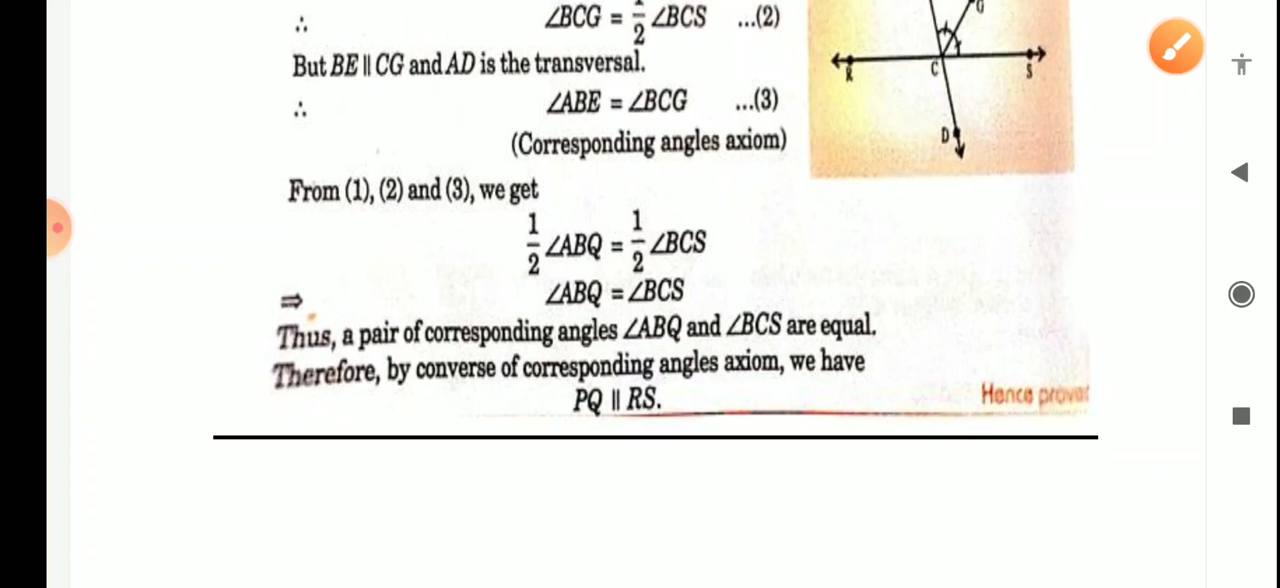 ∴ ∠BCG = 1/2 ∠BCS ...(2)
But BE || CG and AD is the transversal.
∴ ∠ABE = ∠BCG ...(3)
(Corresponding angles axiom)
From (1), (2) and (3), we get
1/2 ∠ABQ = 1/2 ∠BCS
⇒ ∠ABQ = ∠BCS
Thus, a pair of corresponding angles ∠ABQ and ∠BCS are equal.
Therefore, by converse of corresponding angles axiom, we have
PQ || RS.
Hence proved
G
R
C
S
D